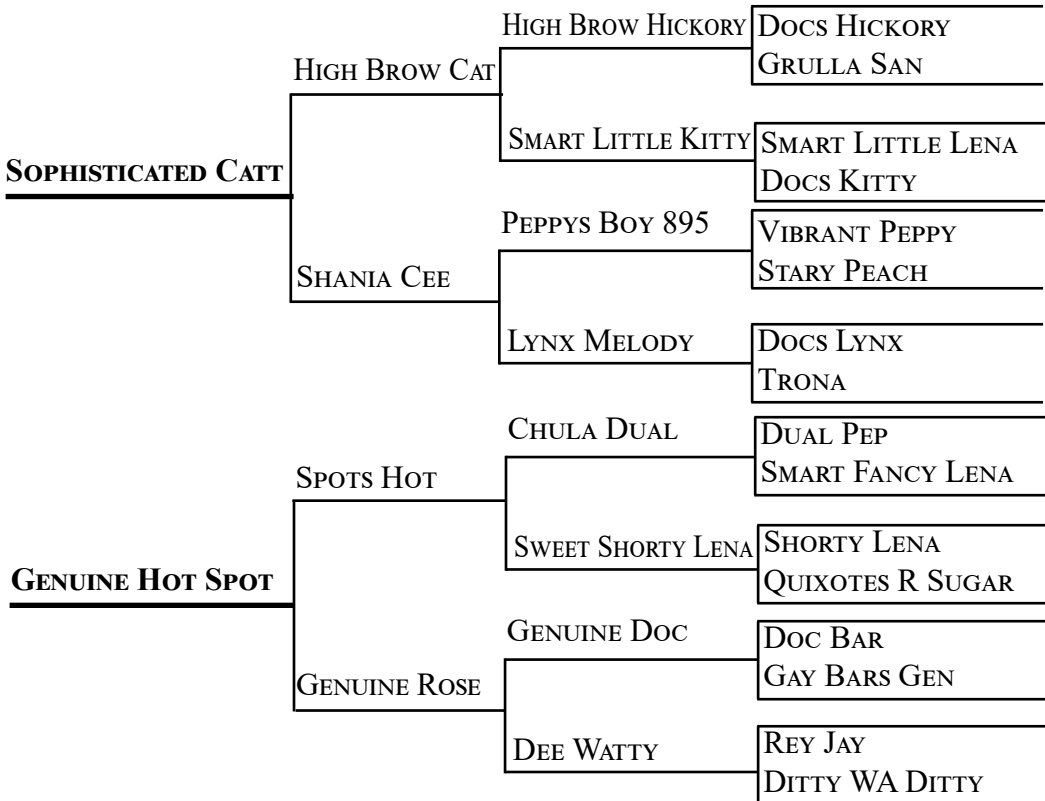 High Brow Hickory
Docs Hickory
Grulla San
High Brow Cat
Smart Little Kitty
Smart Little Lena
Docs Kitty
Sophisticated Catt
Peppys Boy 895
Vibrant Peppy
Stary Peach
Shania Cee
Lynx Melody
Docs Lynx
Trona
Chula Dual
Dual Pep
Smart Fancy Lena
Spots Hot
Sweet Shorty Lena
Shorty Lena
Quixotes R Sugar
Genuine Hot Spot
Genuine Doc
Doc Bar
Gay Bars Gen
Genuine Rose
Dee Watty
Rey Jay
Ditty WA Ditty